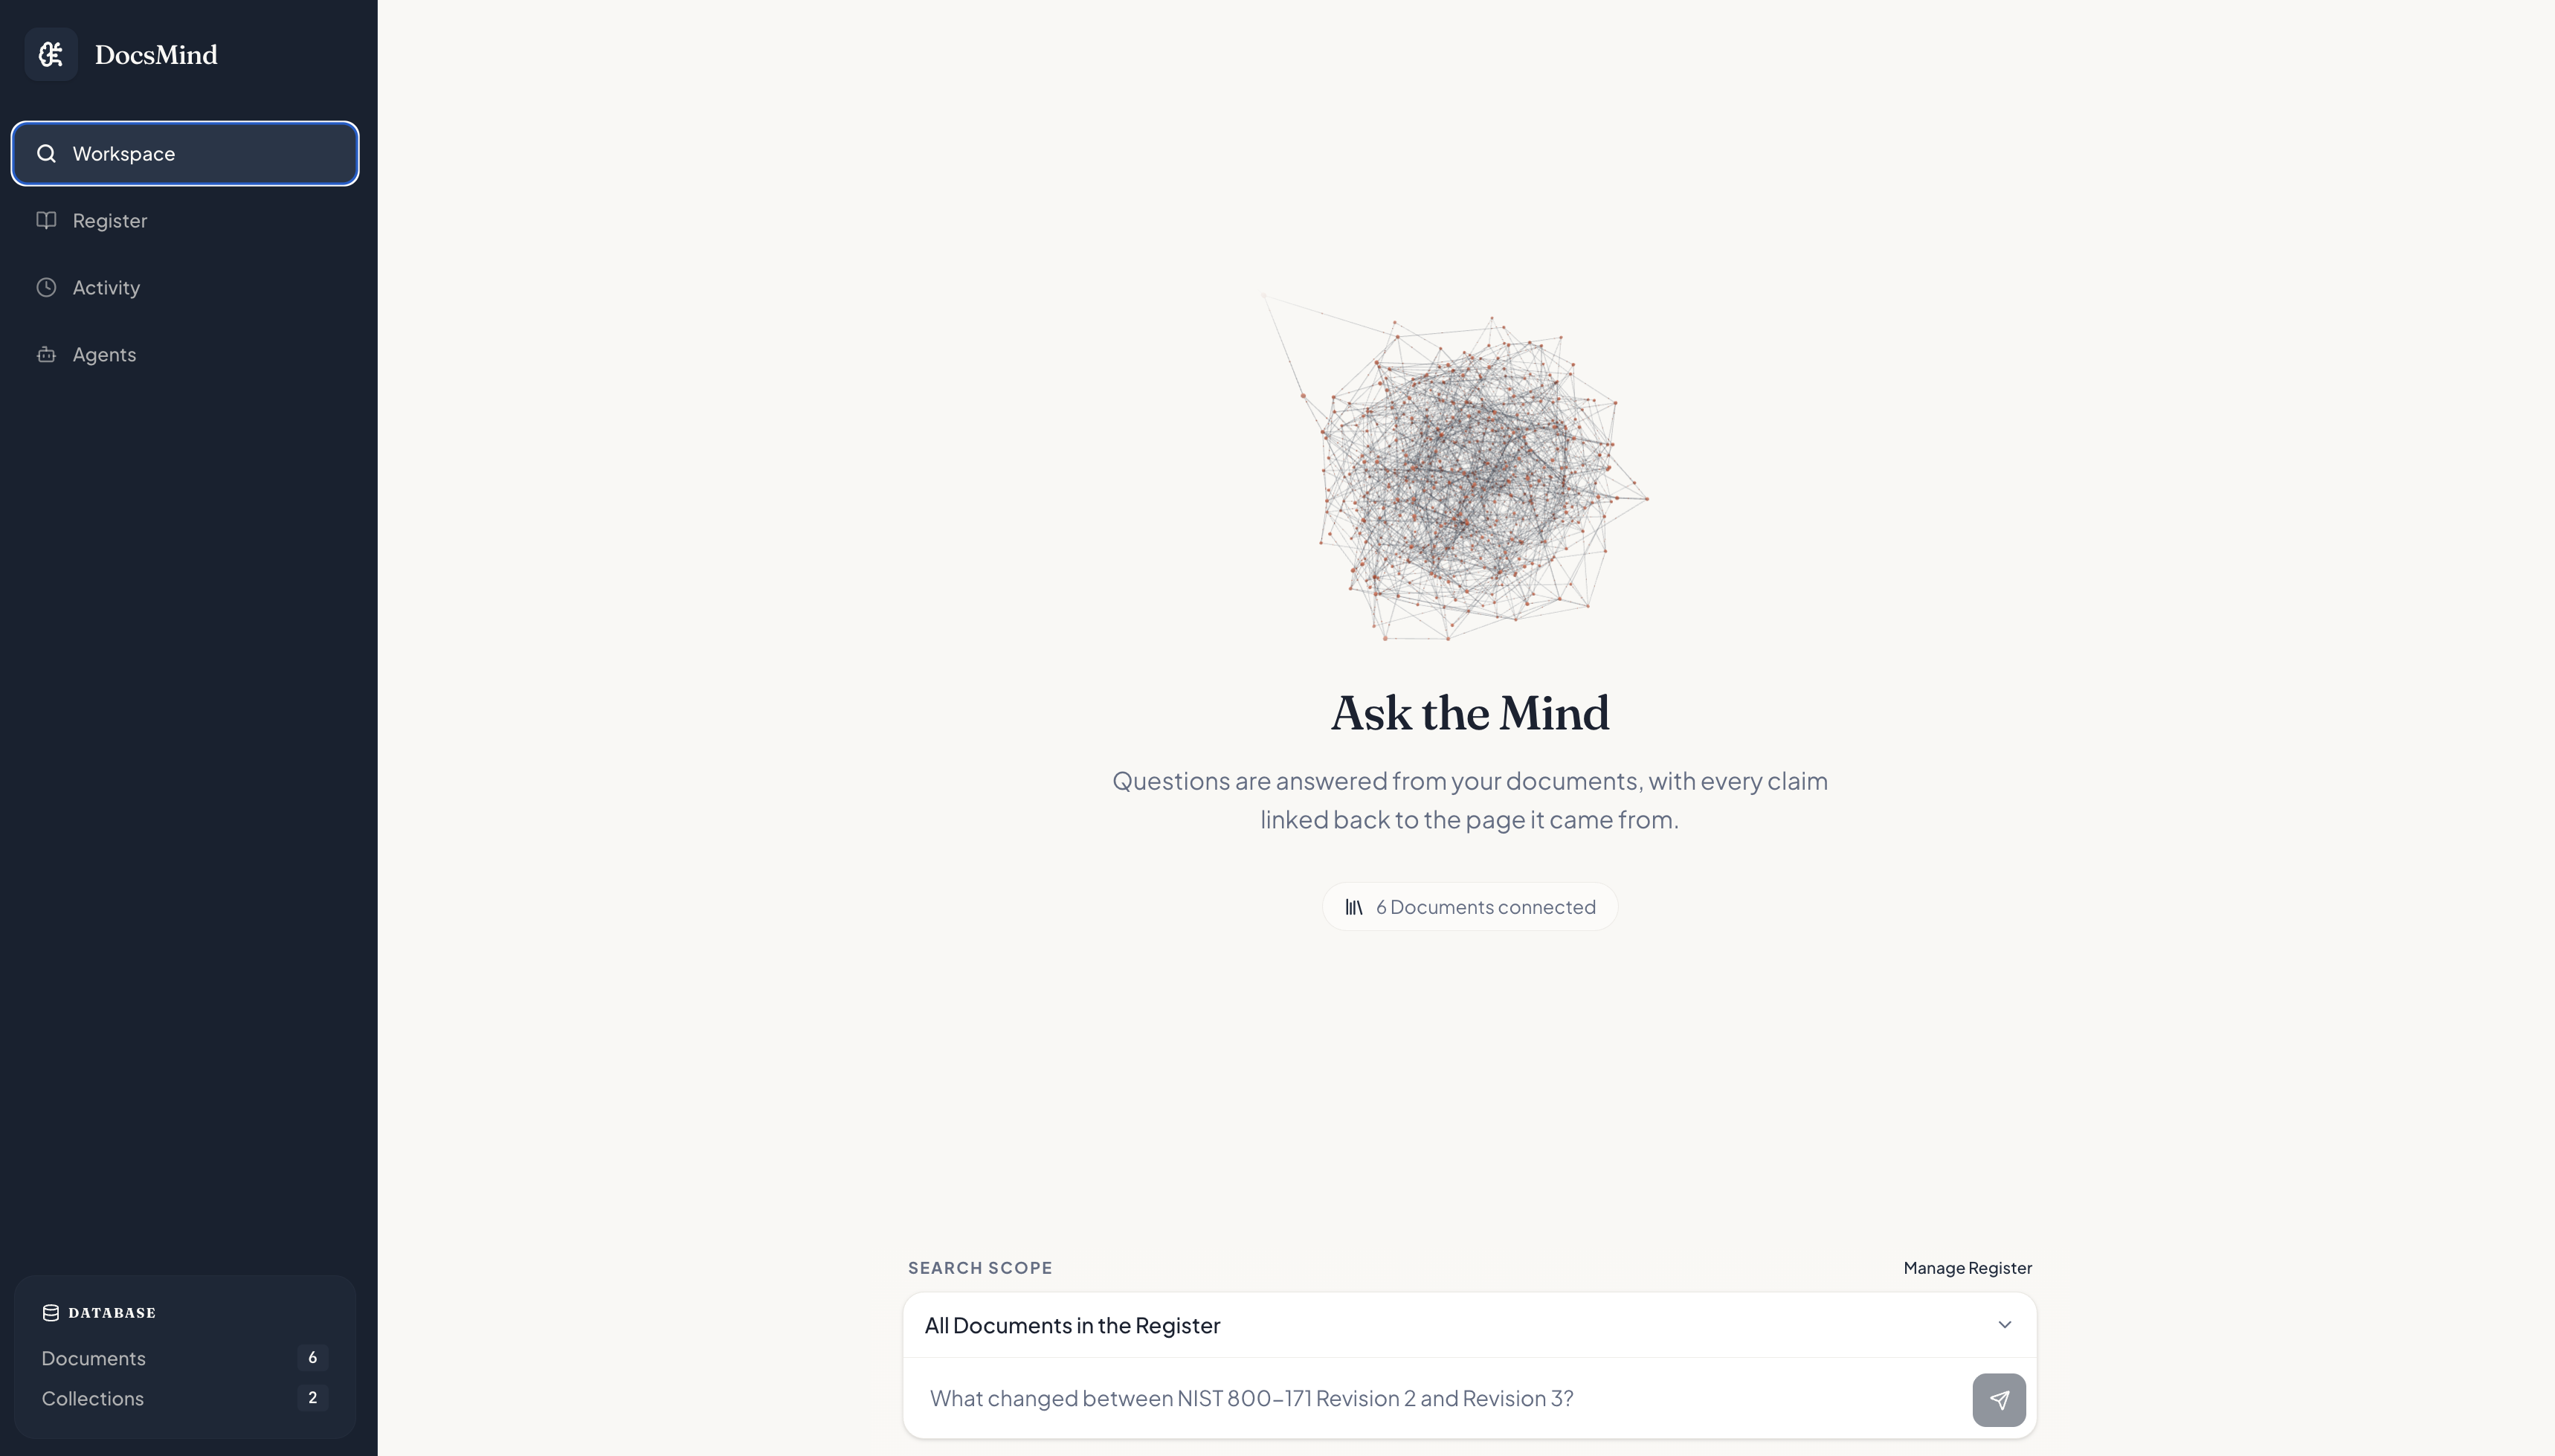 DocsMind
Workspace
Register
Activity
Agents
DATABASE
Documents 6
Collections 2
Ask the Mind
Questions are answered from your documents, with every claim
linked back to the page it came from.
6 Documents connected
SEARCH SCOPE
Manage Register
All Documents in the Register
What changed between NIST 800-171 Revision 2 and Revision 3?